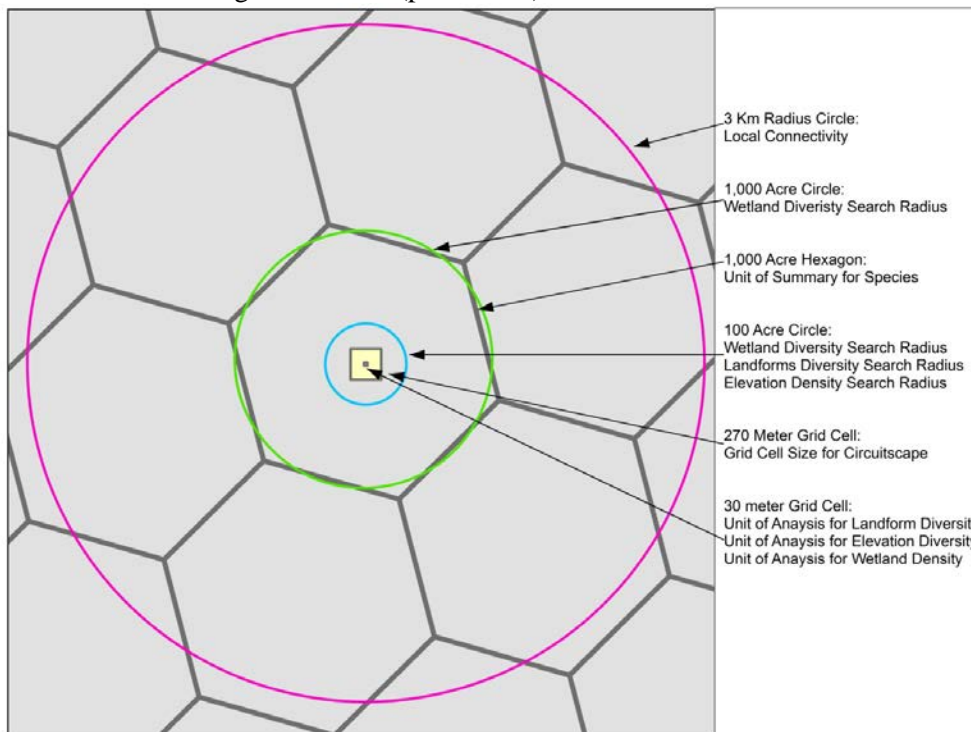 3 Km Radius Circle:
Local Connectivity
1,000 Acre Circle:
Wetland Diveristy Search Radius
1,000 Acre Hexagon:
Unit of Summary for Species
100 Acre Circle:
Wetland Diversity Search Radius
Landforms Diversity Search Radius
Elevation Density Search Radius
270 Meter Grid Cell:
Grid Cell Size for Circuitscape
30 meter Grid Cell:
Unit of Anaysis for Landform Diversit
Unit of Anaysis for Elevation Diversity
Unit of Anaysis for Wetland Density